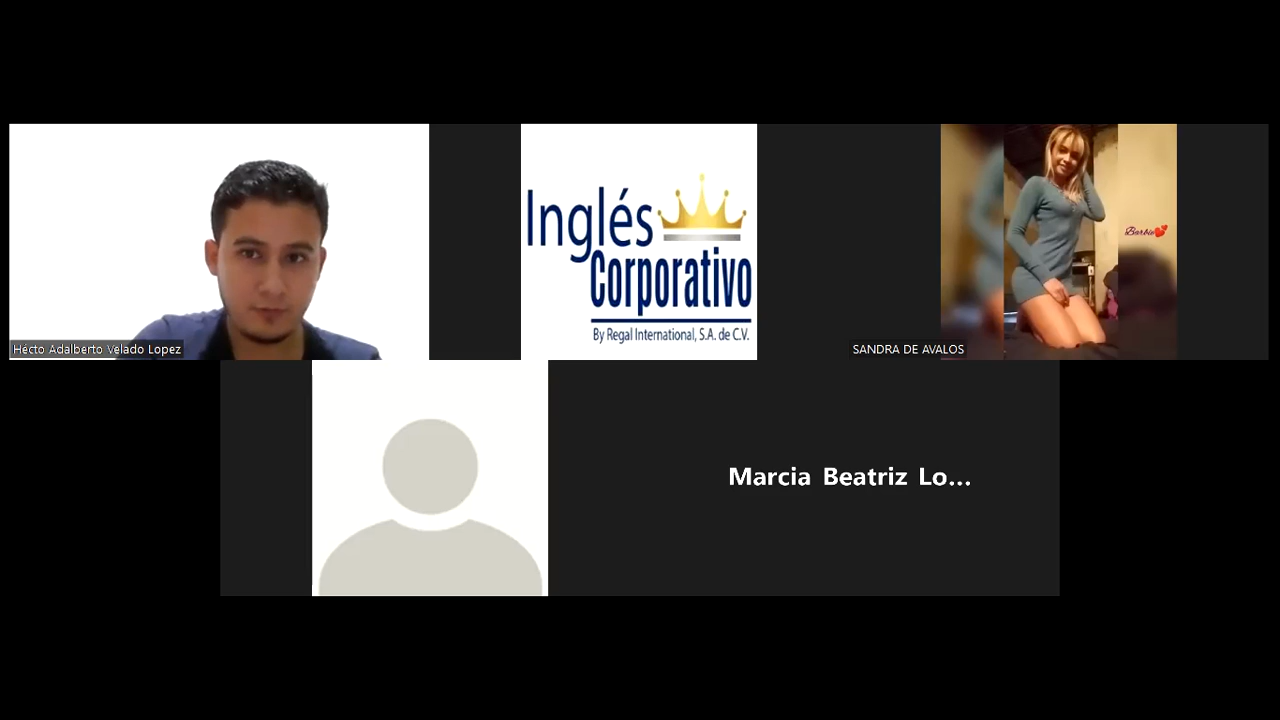 Inglés
Corporativo
By Regal International, S.A. de C.V.
Barbie
Hécto Adalberto Velado Lopez
SANDRA DE AVALOS
Marcia Beatriz Lo...